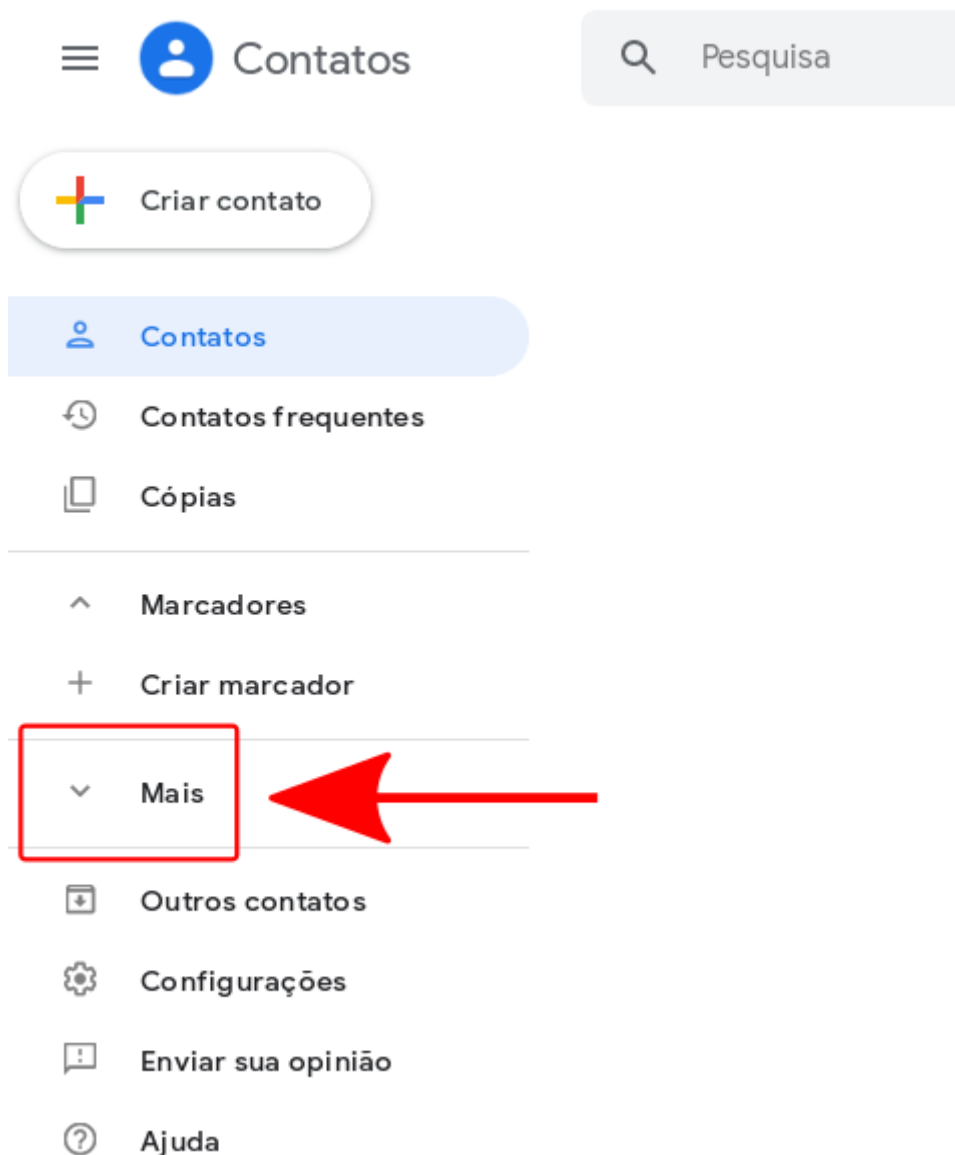 Contatos
Pesquisa
Criar contato
Contatos
Contatos frequentes
Cópias
Marcadores
Criar marcador
Mais
Outros contatos
Configurações
Enviar sua opinião
Ajuda